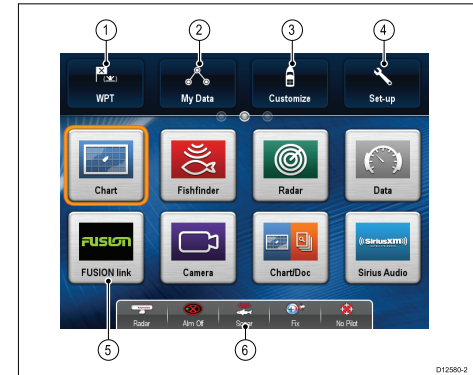 1 2 3 4
WPT My Data Customize Set-up
Chart Fishfinder Radar Data
FUSION
((SiriusXM))
FUSION link Camera Chart/Doc Sirius Audio
Radar Alm Off Sonar Fix No Pilot
5 6
D12580-2